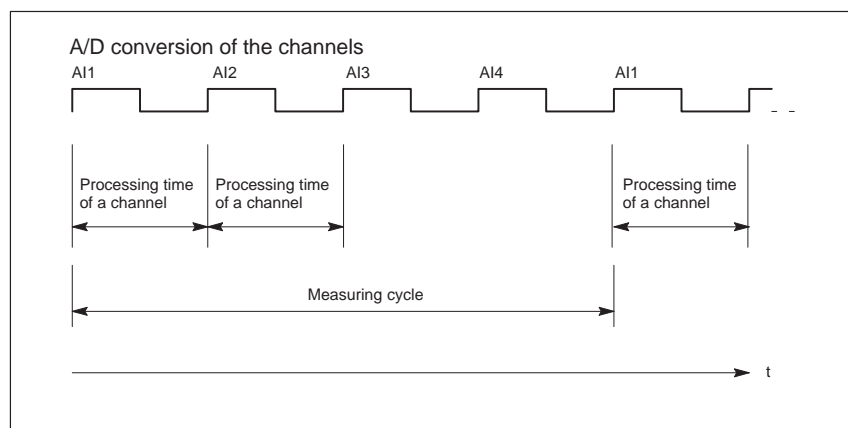 A/D conversion of the channels
AI1 AI2 AI3 AI4 AI1
Processing time of a channel
Processing time of a channel
Processing time of a channel
Measuring cycle
t